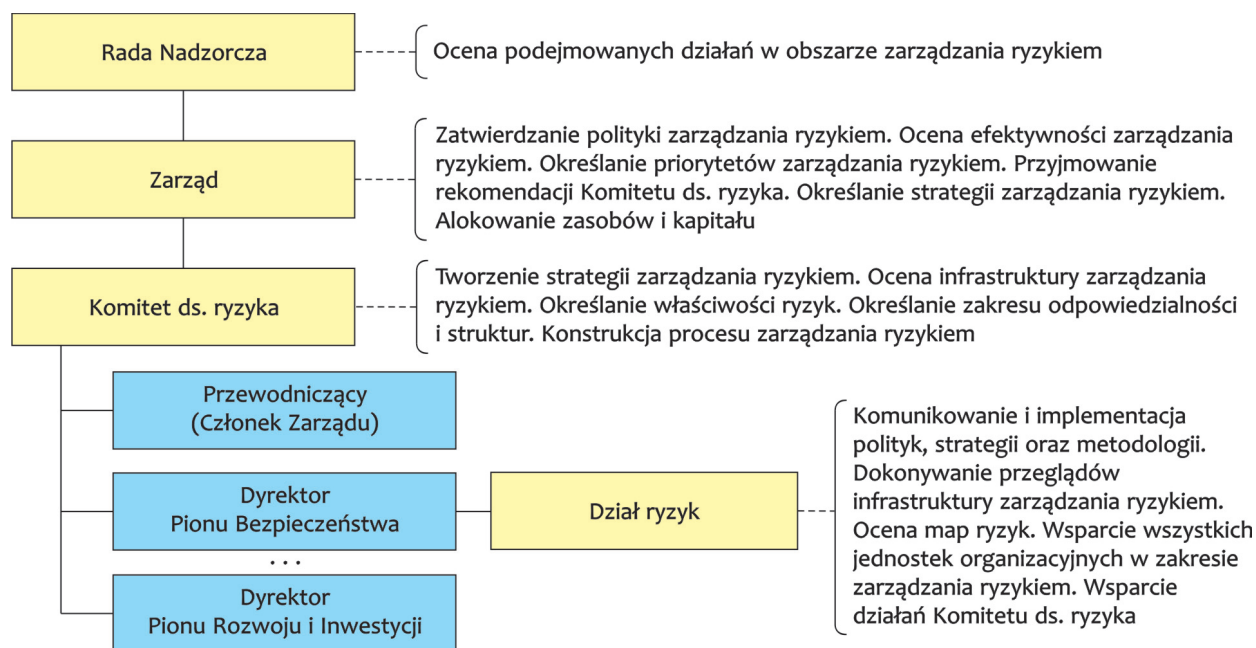 Rada Nadzorcza
Ocena podejmowanych działań w obszarze zarządzania ryzykiem
Zarząd
Zatwierdzanie polityki zarządzania ryzykiem. Ocena efektywności zarządzania
ryzykiem. Określanie priorytetów zarządzania ryzykiem. Przyjmowanie
rekomendacji Komitetu ds. ryzyka. Określanie strategii zarządzania ryzykiem.
Alokowanie zasobów i kapitału
Komitet ds. ryzyka
Tworzenie strategii zarządzania ryzykiem. Ocena infrastruktury zarządzania
ryzykiem. Określanie właściwości ryzyk. Określanie zakresu odpowiedzialności
i struktur. Konstrukcja procesu zarządzania ryzykiem
Przewodniczący
(Członek Zarządu)
Dyrektor
Pionu Bezpieczeństwa
...
Dyrektor
Pionu Rozwoju i Inwestycji
Dział ryzyk
Komunikowanie i implementacja
polityk, strategii oraz metodologii.
Dokonywanie przeglądów
infrastruktury zarządzania ryzykiem.
Ocena map ryzyk. Wsparcie wszystkich
jednostek organizacyjnych w zakresie
zarządzania ryzykiem. Wsparcie
działań Komitetu ds. ryzyka